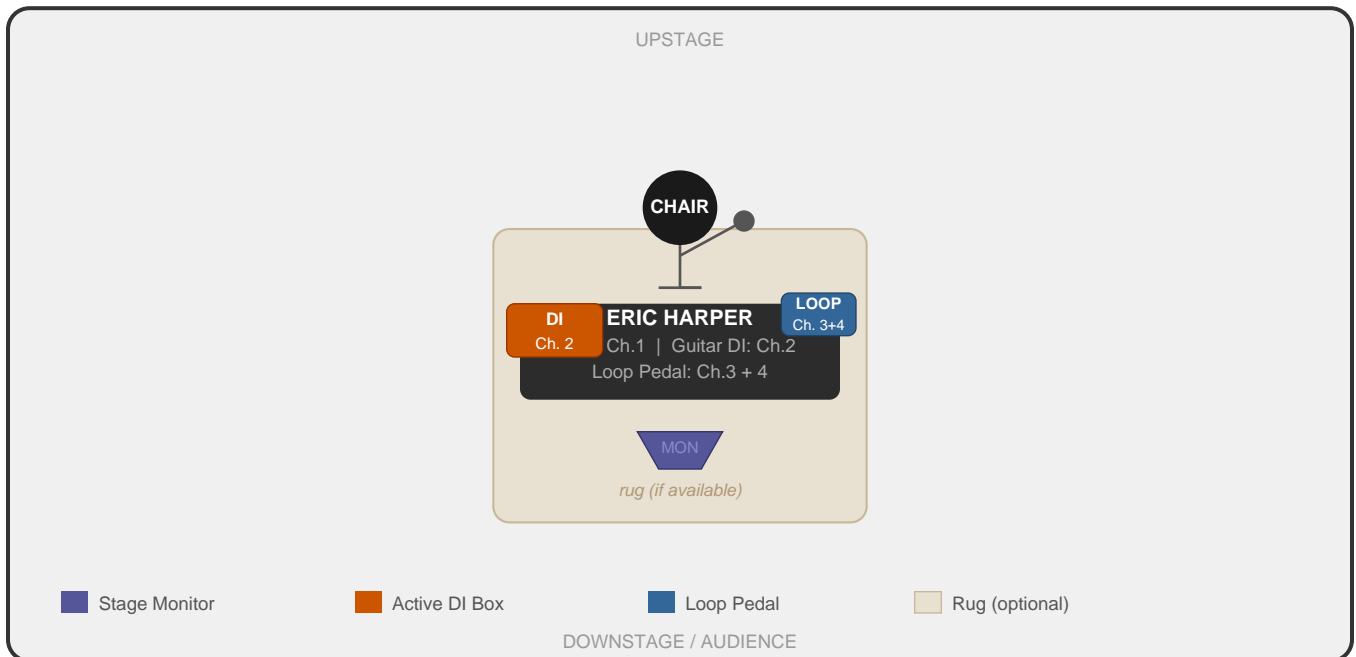 UPSTAGE
CHAIR
DI
Ch. 2
ERIC HARPER
Ch.1 | Guitar DI: Ch.2
Loop Pedal: Ch.3 + 4
LOOP
Ch. 3+4
MON
rug (if available)
Stage Monitor
Active DI Box
Loop Pedal
Rug (optional)
DOWNSTAGE / AUDIENCE